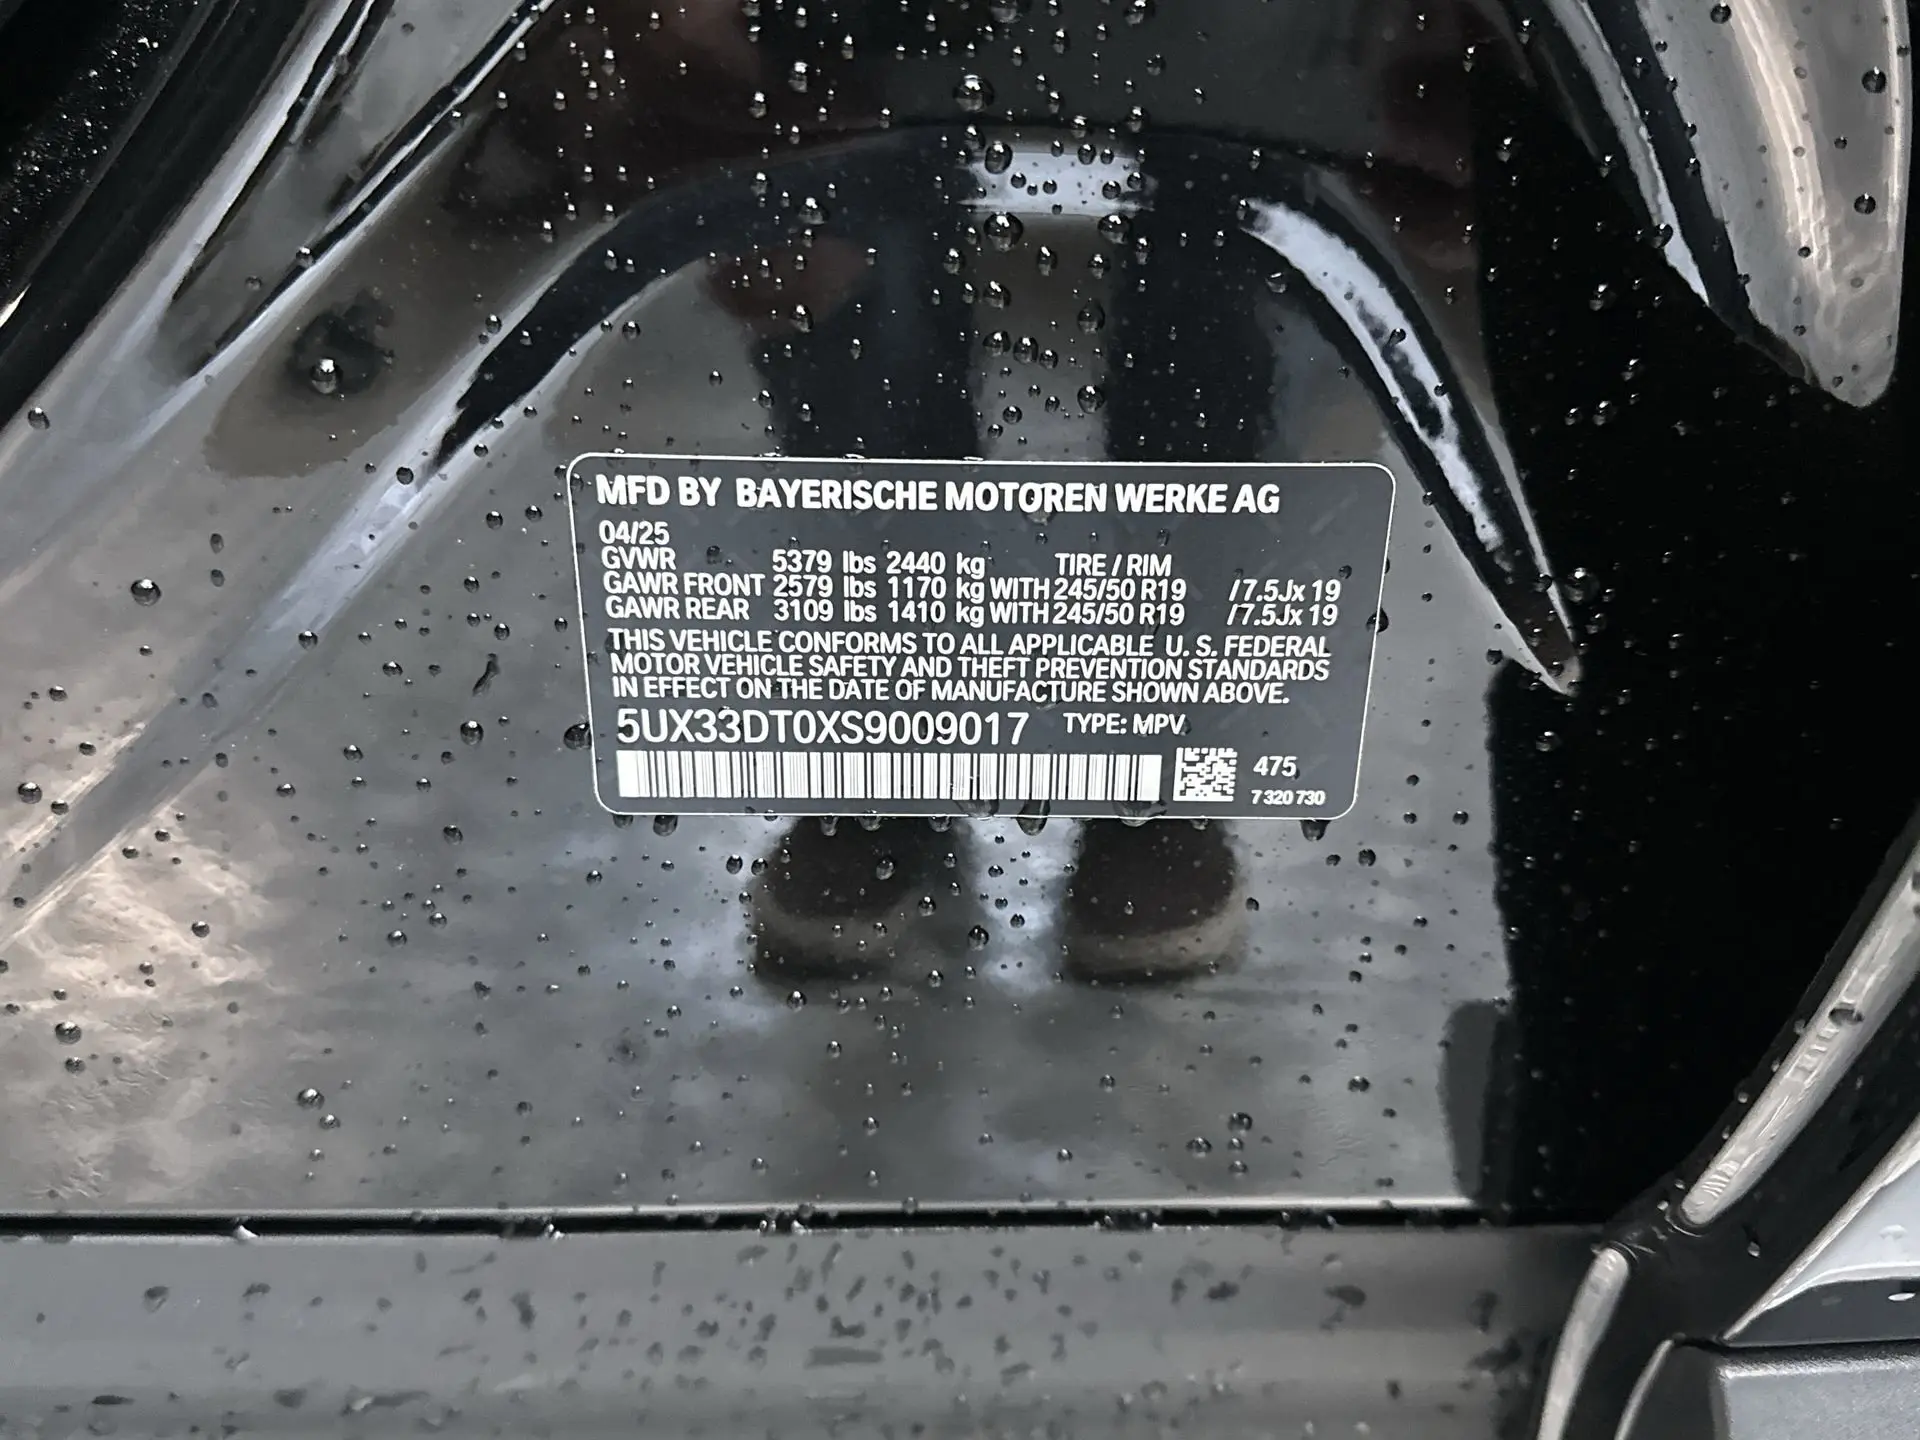 MFD BY BAYERISCHE MOTOREN WERKE AG
04/25
GVWR 5379 lbs 2440 kg TIRE / RIM
GAWR FRONT 2579 lbs 1170 kg WITH 245/50 R19 /7.5Jx 19
GAWR REAR 3109 lbs 1410 kg WITH 245/50 R19 /7.5Jx 19
THIS VEHICLE CONFORMS TO ALL APPLICABLE U. S. FEDERAL
MOTOR VEHICLE SAFETY AND THEFT PREVENTION STANDARDS
IN EFFECT ON THE DATE OF MANUFACTURE SHOWN ABOVE.
5UX33DT0XS9009017 TYPE: MPV
475
7 320 730